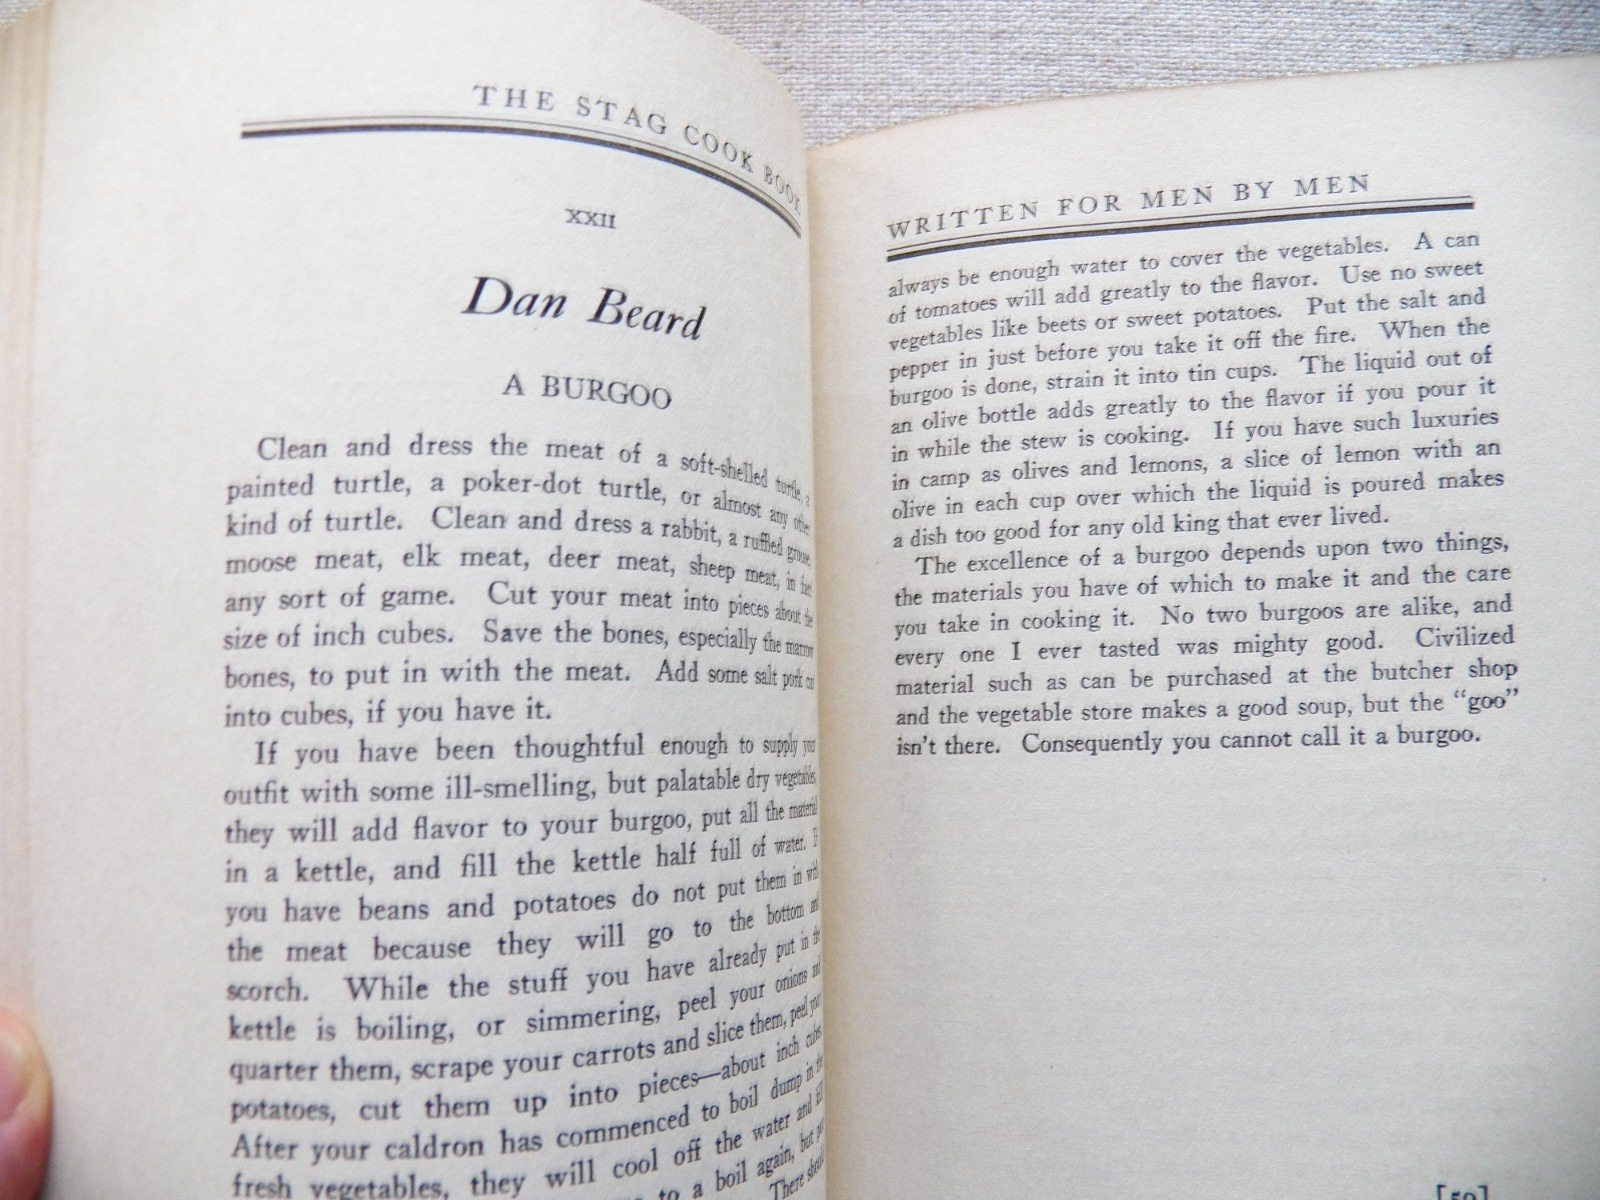 THE STAG COOK BOOK
XXII
Dan Beard
A BURGOO
Clean and dress the meat of a soft-shelled turtle, a
painted turtle, a poker-dot turtle, or almost any other
kind of turtle. Clean and dress a rabbit, a ruffled grouse,
moose meat, elk meat, deer meat, sheep meat, in fact
any sort of game. Cut your meat into pieces about the
size of inch cubes. Save the bones, especially the marrow
bones, to put in with the meat. Add some salt pork cut
into cubes, if you have it.
If you have been thoughtful enough to supply your
outfit with some ill-smelling, but palatable dry vegetables
they will add flavor to your burgoo, put all the material
in a kettle, and fill the kettle half full of water. If
you have beans and potatoes do not put them in with
the meat because they will go to the bottom and
scorch. While the stuff you have already put in the
kettle is boiling, or simmering, peel your onions and
quarter them, scrape your carrots and slice them, peel your
potatoes, cut them up into pieces—about inch cubes
After your caldron has commenced to boil dump in the
fresh vegetables, they will cool off the water and kill
to a boil again, but
There should
WRITTEN FOR MEN BY MEN
always be enough water to cover the vegetables. A can
of tomatoes will add greatly to the flavor. Use no sweet
vegetables like beets or sweet potatoes. Put the salt and
pepper in just before you take it off the fire. When the
burgoo is done, strain it into tin cups. The liquid out of
an olive bottle adds greatly to the flavor if you pour it
in while the stew is cooking. If you have such luxuries
in camp as olives and lemons, a slice of lemon with an
olive in each cup over which the liquid is poured makes
a dish too good for any old king that ever lived.
The excellence of a burgoo depends upon two things,
the materials you have of which to make it and the care
you take in cooking it. No two burgoos are alike, and
every one I ever tasted was mighty good. Civilized
material such as can be purchased at the butcher shop
and the vegetable store makes a good soup, but the “goo”
isn't there. Consequently you cannot call it a burgoo.
[59]